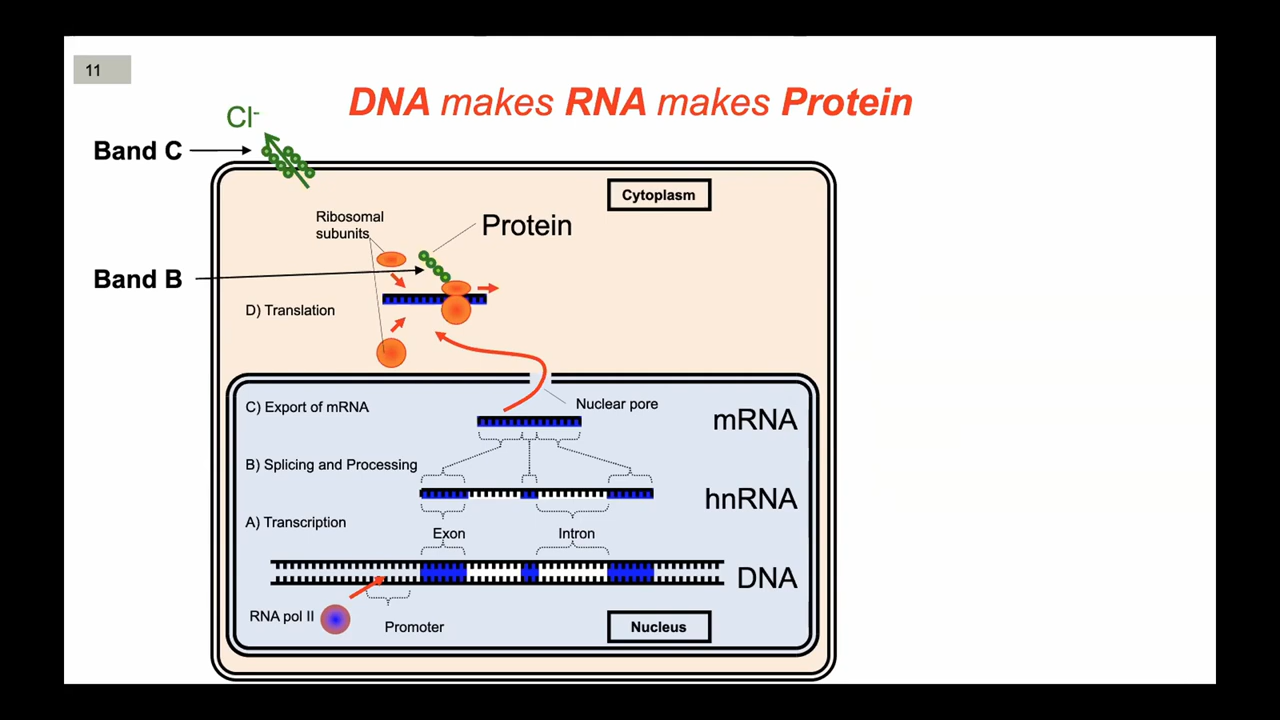 11
DNA makes RNA makes Protein
Cl-
Band C
Cytoplasm
Ribosomal
subunits
Protein
Band B
D) Translation
C) Export of mRNA
Nuclear pore
mRNA
B) Splicing and Processing
hnRNA
A) Transcription
Exon
Intron
DNA
RNA pol II
Promoter
Nucleus